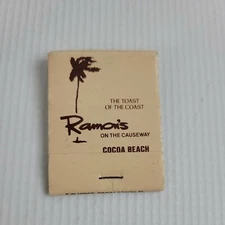 THE TOAST
OF THE COAST
Ramon's
ON THE CAUSEWAY
COCOA BEACH